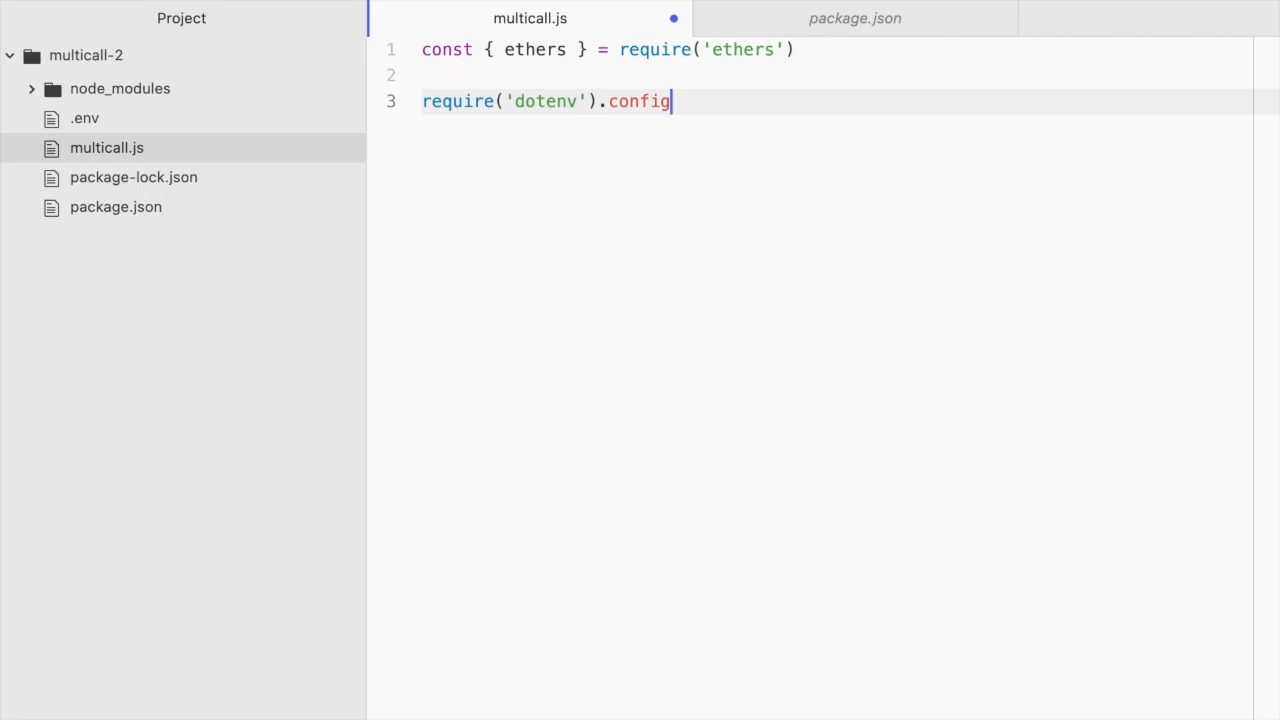 Project
multicall-2
node_modules
.env
multicall.js
package-lock.json
package.json
multicall.js
package.json
1 const { ethers } = require('ethers')
2
3 require('dotenv').config